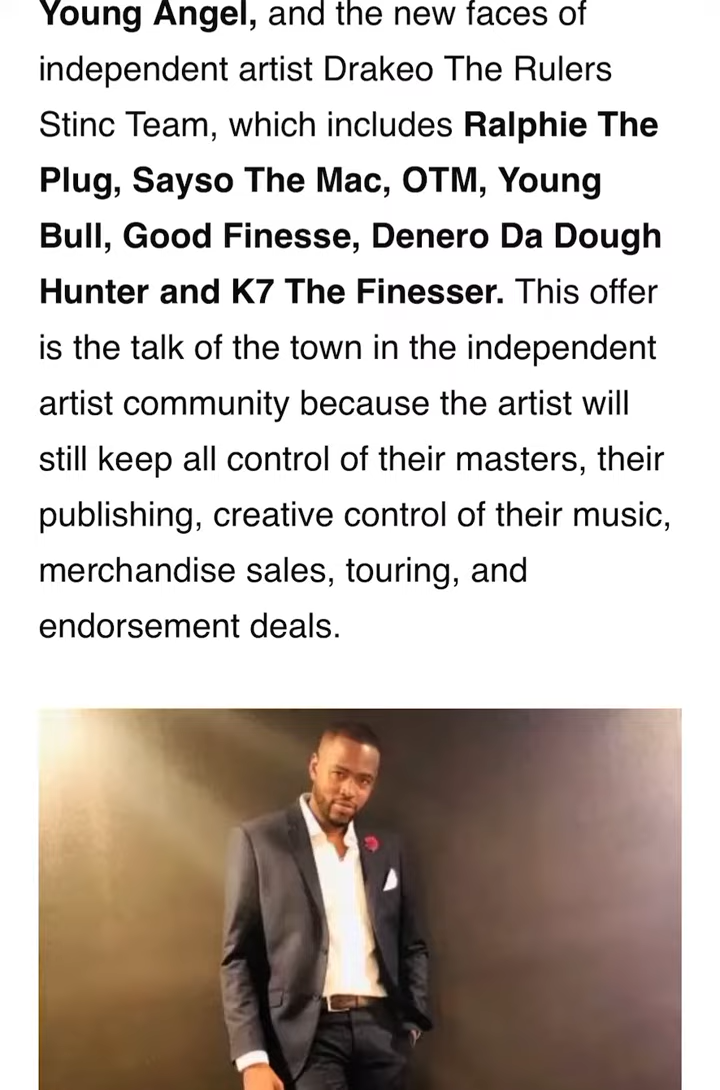 Young Angel, and the new faces of
independent artist Drakeo The Rulers
Stinc Team, which includes Ralphie The
Plug, Sayso The Mac, OTM, Young
Bull, Good Finesse, Denero Da Dough
Hunter and K7 The Finesser. This offer
is the talk of the town in the independent
artist community because the artist will
still keep all control of their masters, their
publishing, creative control of their music,
merchandise sales, touring, and
endorsement deals.